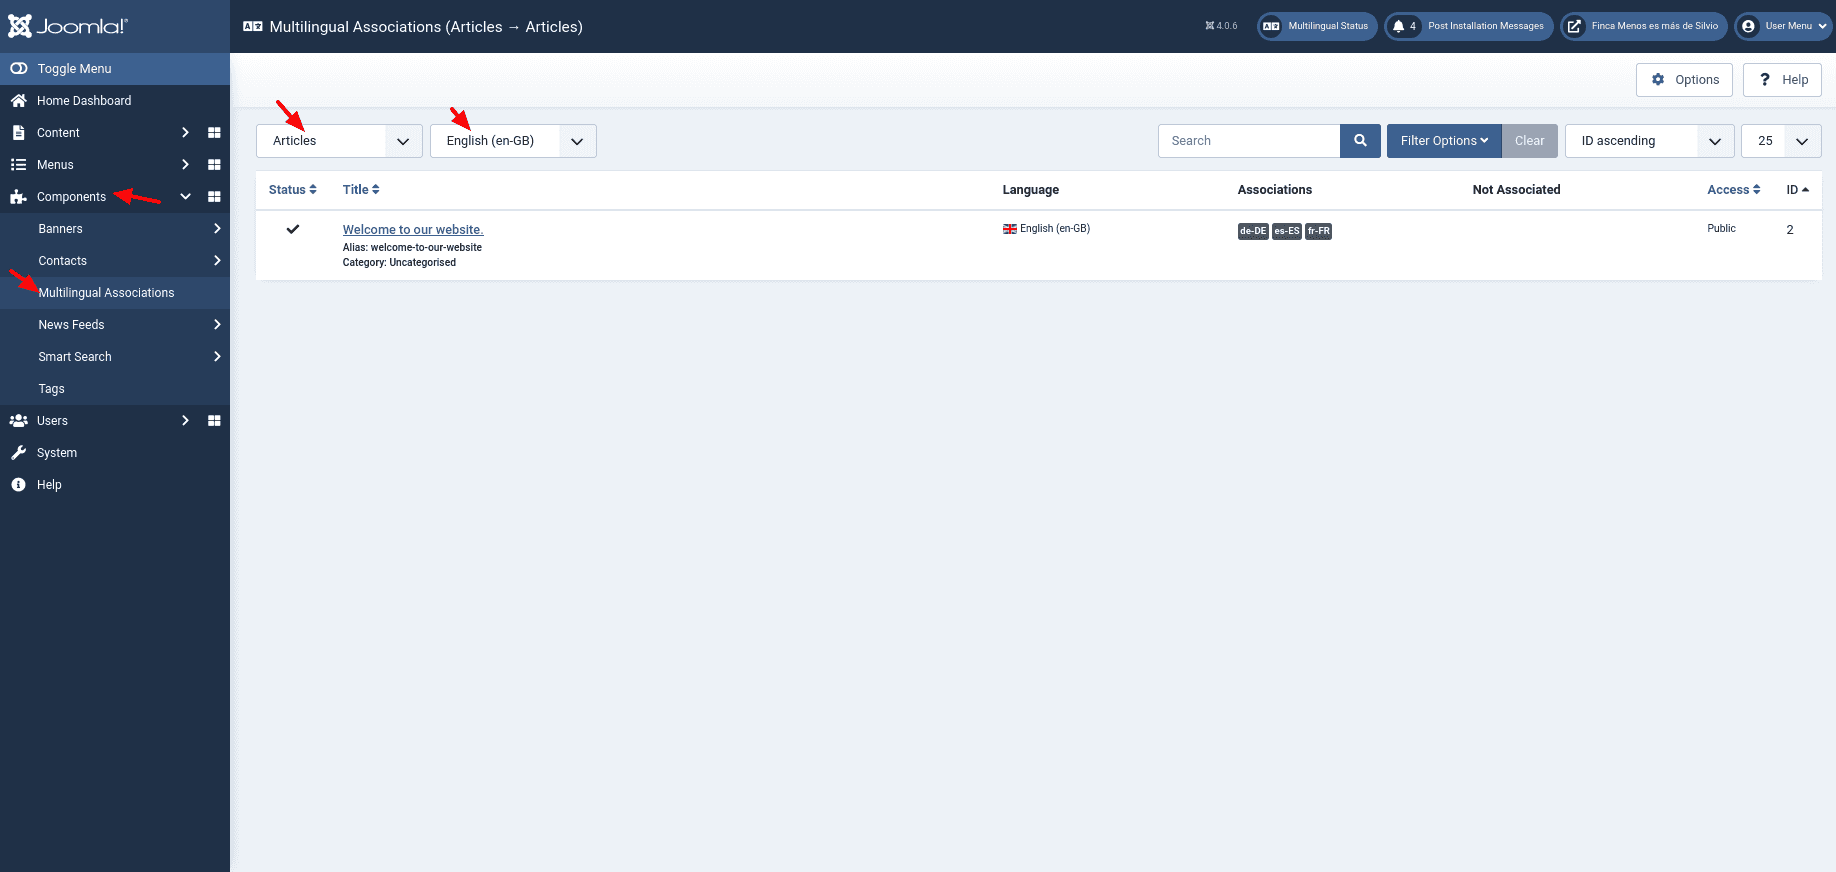 Joomla!
Multilingual Associations (Articles → Articles)
4.0.6
Multilingual Status
4 Post Installation Messages
Finca Menos es más de Silvio
User Menu
Toggle Menu
Home Dashboard
Content
Menus
Components
Banners
Contacts
Multilingual Associations
News Feeds
Smart Search
Tags
Users
System
Help
Options
? Help
Articles
English (en-GB)
Search
Filter Options
Clear
ID ascending
25
Status Title Language Associations Not Associated Access ID
Welcome to our website. English (en-GB) de-DE es-ES fr-FR Public 2
Alias: welcome-to-our-website
Category: Uncategorised